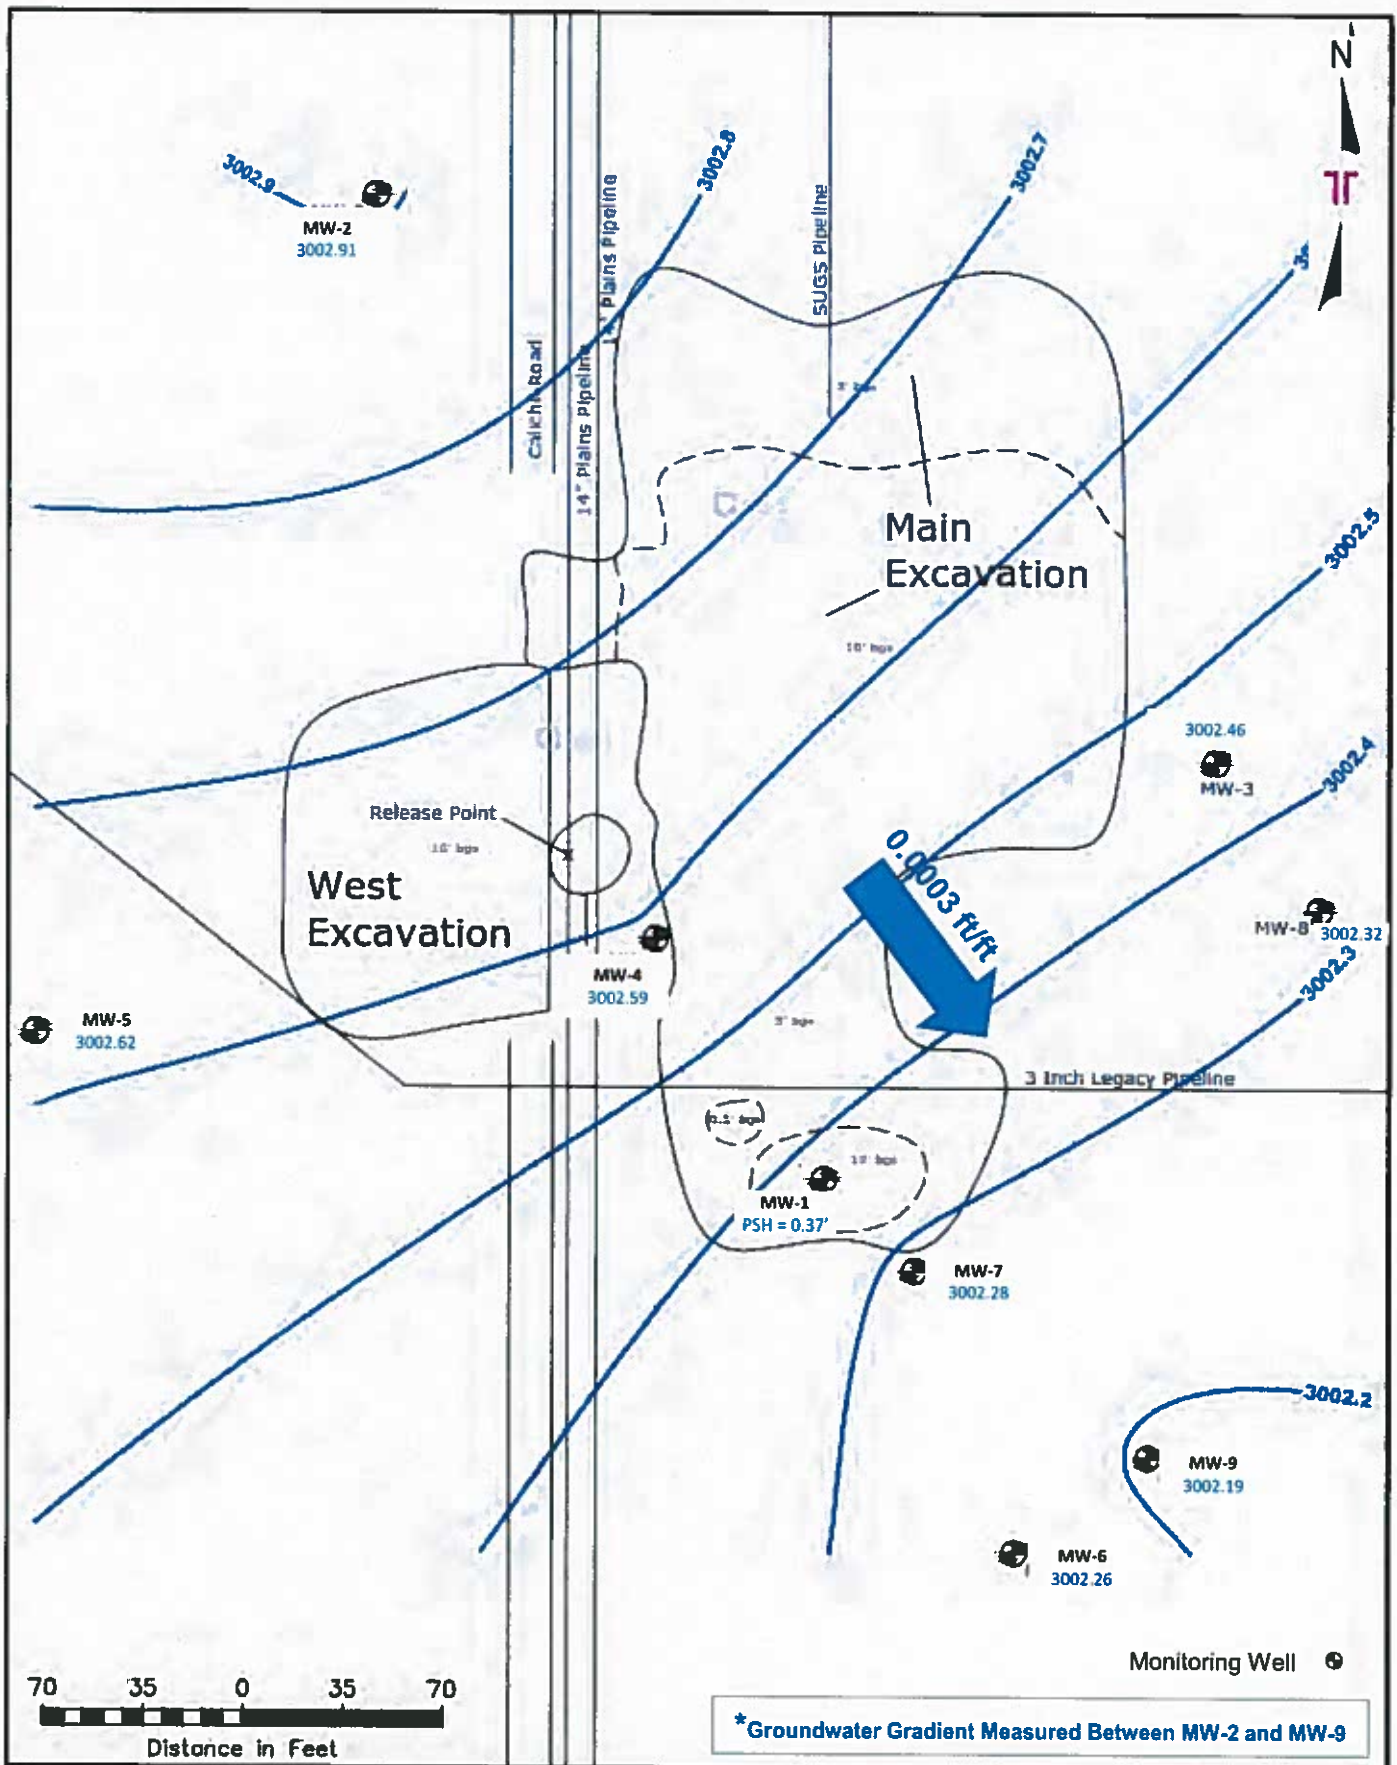 N
3002.9
MW-2
3002.91
3002.8
3002.7
Plains Pipeline
SUGS Pipeline
Caliche Road
14" Plains Pipeline
Main
Excavation
3002.5
10' bgs
3002.46
MW-3
3002.4
Release Point
West
Excavation
0.0003 ft/ft
MW-8
3002.32
3002.3
MW-4
3002.59
MW-5
3002.62
5' bgs
3 Inch Legacy Pipeline
MW-1
PSH = 0.37'
MW-7
3002.28
3002.2
MW-9
3002.19
MW-6
3002.26
Monitoring Well
70 35 0 35 70
Distance in Feet
*Groundwater Gradient Measured Between MW-2 and MW-9